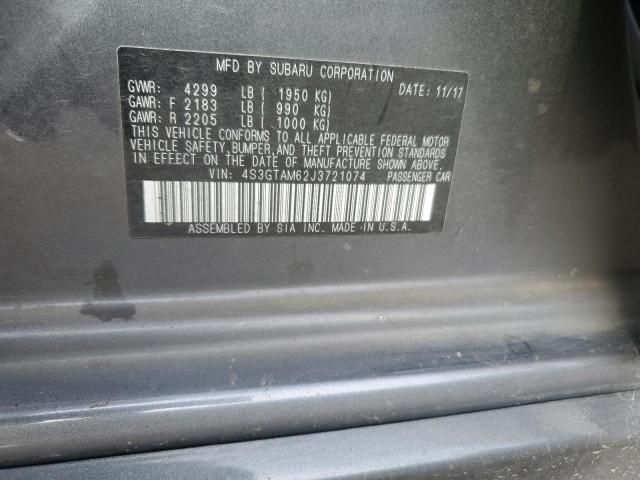 MFD BY SUBARU CORPORATION
GVWR: 4299 LB ( 1950 KG) DATE: 11/17
GAWR: F 2183 LB ( 990 KG)
GAWR: R 2205 LB ( 1000 KG)
THIS VEHICLE CONFORMS TO ALL APPLICABLE FEDERAL MOTOR
VEHICLE SAFETY, BUMPER, AND THEFT PREVENTION STANDARDS
IN EFFECT ON THE DATE OF MANUFACTURE SHOWN ABOVE.
VIN: 4S3GTAM62J3721074 PASSENGER CAR
ASSEMBLED BY SIA INC. MADE IN U.S.A.